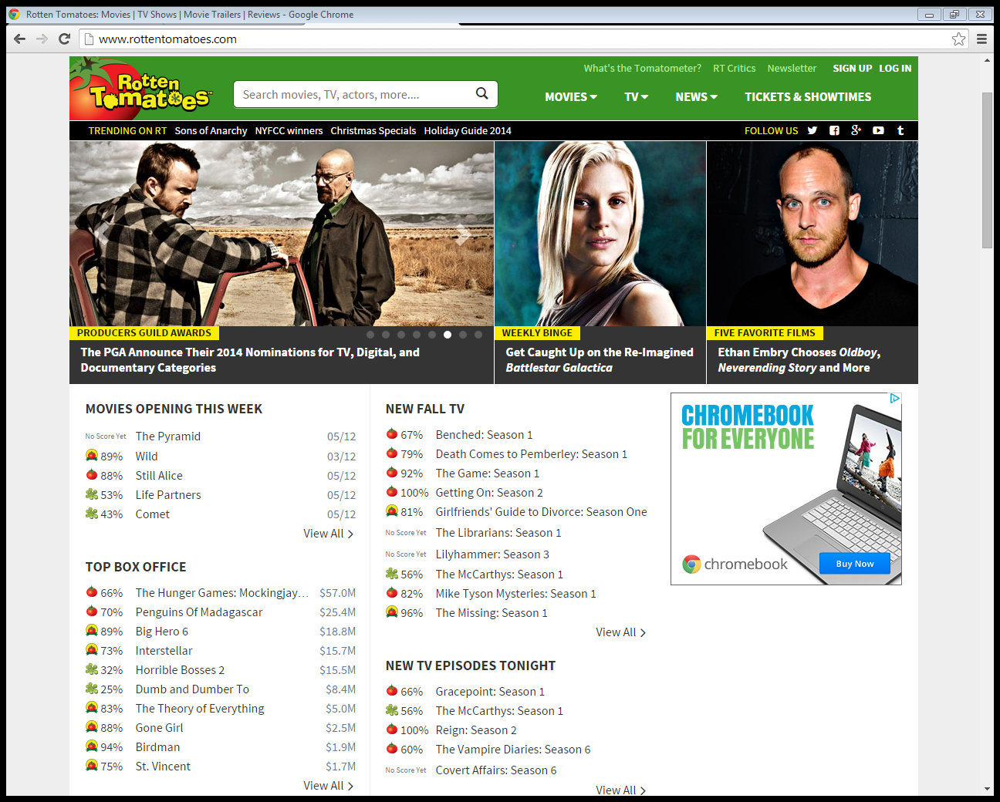 Rotten Tomatoes: Movies | TV Shows | Movie Trailers | Reviews - Google Chrome
www.rottentomatoes.com
What's the Tomatometer? RT Critics Newsletter SIGN UP LOG IN
Rotten Tomatoes™
Search movies, TV, actors, more....
MOVIES TV NEWS TICKETS & SHOWTIMES
TRENDING ON RT Sons of Anarchy NYFCC winners Christmas Specials Holiday Guide 2014 FOLLOW US
PRODUCERS GUILD AWARDS
The PGA Announce Their 2014 Nominations for TV, Digital, and
Documentary Categories
WEEKLY BINGE
Get Caught Up on the Re-Imagined
Battlestar Galactica
FIVE FAVORITE FILMS
Ethan Embry Chooses Oldboy,
Neverending Story and More
MOVIES OPENING THIS WEEK
No Score Yet The Pyramid 05/12
89% Wild 03/12
88% Still Alice 05/12
53% Life Partners 05/12
43% Comet 05/12
View All
TOP BOX OFFICE
66% The Hunger Games: Mockingjay... $57.0M
70% Penguins Of Madagascar $25.4M
89% Big Hero 6 $18.8M
73% Interstellar $15.7M
32% Horrible Bosses 2 $15.5M
25% Dumb and Dumber To $8.4M
83% The Theory of Everything $5.0M
88% Gone Girl $2.5M
94% Birdman $1.9M
75% St. Vincent $1.7M
View All
NEW FALL TV
67% Benched: Season 1
79% Death Comes to Pemberley: Season 1
92% The Game: Season 1
100% Getting On: Season 2
81% Girlfriends' Guide to Divorce: Season One
No Score Yet The Librarians: Season 1
No Score Yet Lilyhammer: Season 3
56% The McCarthys: Season 1
82% Mike Tyson Mysteries: Season 1
96% The Missing: Season 1
View All
NEW TV EPISODES TONIGHT
66% Gracepoint: Season 1
56% The McCarthys: Season 1
100% Reign: Season 2
60% The Vampire Diaries: Season 6
No Score Yet Covert Affairs: Season 6
View All
CHROMEBOOK
FOR EVERYONE
chromebook
Buy Now